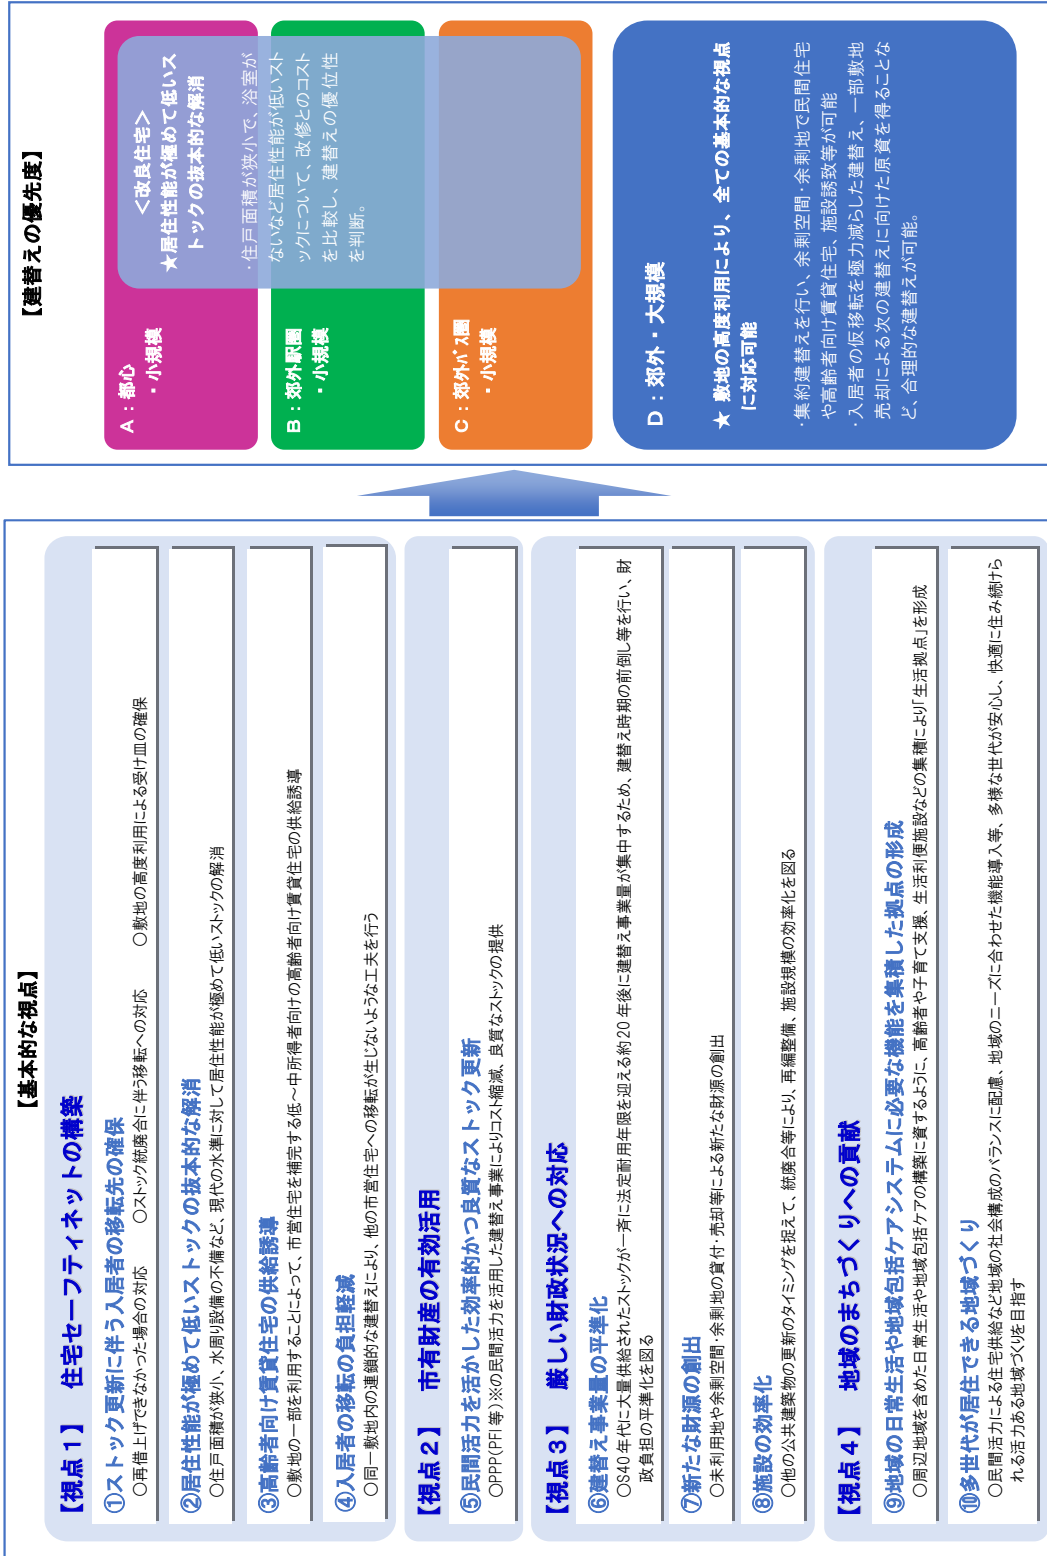 【基本的な視点】
【視点１】　住宅セーフティネットの構築
①ストック更新に伴う入居者の移転先の確保
○再借上げできなかった場合の対応　○ストック統廃合に伴う移転への対応　○敷地の高度利用による受け皿の確保
②居住性能が極めて低いストックの抜本的な解消
○住戸面積が狭小、水周り設備の不備など、現代の水準に対して居住性能が極めて低いストックの解消
③高齢者向け賃貸住宅の供給誘導
○敷地の一部を利用することによって、市営住宅を補完する低～中所得者向けの高齢者向け賃貸住宅の供給誘導
④入居者の移転の負担軽減
○同一敷地内の連鎖的な建替えにより、他の市営住宅への移転が生じないような工夫を行う
【視点２】　市有財産の有効活用
⑤民間活力を活かした効率的かつ良質なストック更新
○PPP（PFI等）※の民間活力を活用した建替え事業によりコスト縮減、良質なストックの提供
【視点３】　厳しい財政状況への対応
⑥建替え事業量の平準化
○S40年代に大量供給されたストックが一斉に法定耐用年限を迎える約20年後に建替え事業量が集中するため、建替え時期の前倒し等を行い、財
政負担の平準化を図る
⑦新たな財源の創出
○未利用地や余剰空間・余剰地の貸付・売却等による新たな財源の創出
⑧施設の効率化
○他の公共建築物の更新のタイミングを捉えて、統廃合等により、再編整備、施設規模の効率化を図る
【視点４】　地域のまちづくりへの貢献
⑨地域の日常生活や地域包括ケアシステムに必要な機能を集積した拠点の形成
○周辺地域を含めた日常生活や地域包括ケアの構築に資するように、高齢者や子育て支援、生活利便施設などの集積により「生活拠点」を形成
⑩多世代が居住できる地域づくり
○民間活力による住宅供給など地域の社会構成のバランスに配慮、地域のニーズに合わせた機能導入等、多様な世代が安心し、快適に住み続けら
れる活力ある地域づくりを目指す
【建替えの優先度】
A：都心
・小規模
B：郊外駅圏
・小規模
C：郊外ﾊﾞｽ圏
・小規模
＜改良住宅＞
★居住性能が極めて低いス
トックの抜本的な解消
・住戸面積が狭小で、浴室が
ないなど居住性能が低いスト
ックについて、改修とのコスト
を比較し、建替えの優位性
を判断。
D：郊外・大規模
★ 敷地の高度利用により、全ての基本的な視点
に対応可能
・集約建替えを行い、余剰空間・余剰地で民間住宅
や高齢者向け賃貸住宅、施設誘致等が可能
・入居者の仮移転を極力減らした建替え、一部敷地
売却による次の建替えに向けた原資を得ることな
ど、合理的な建替えが可能。